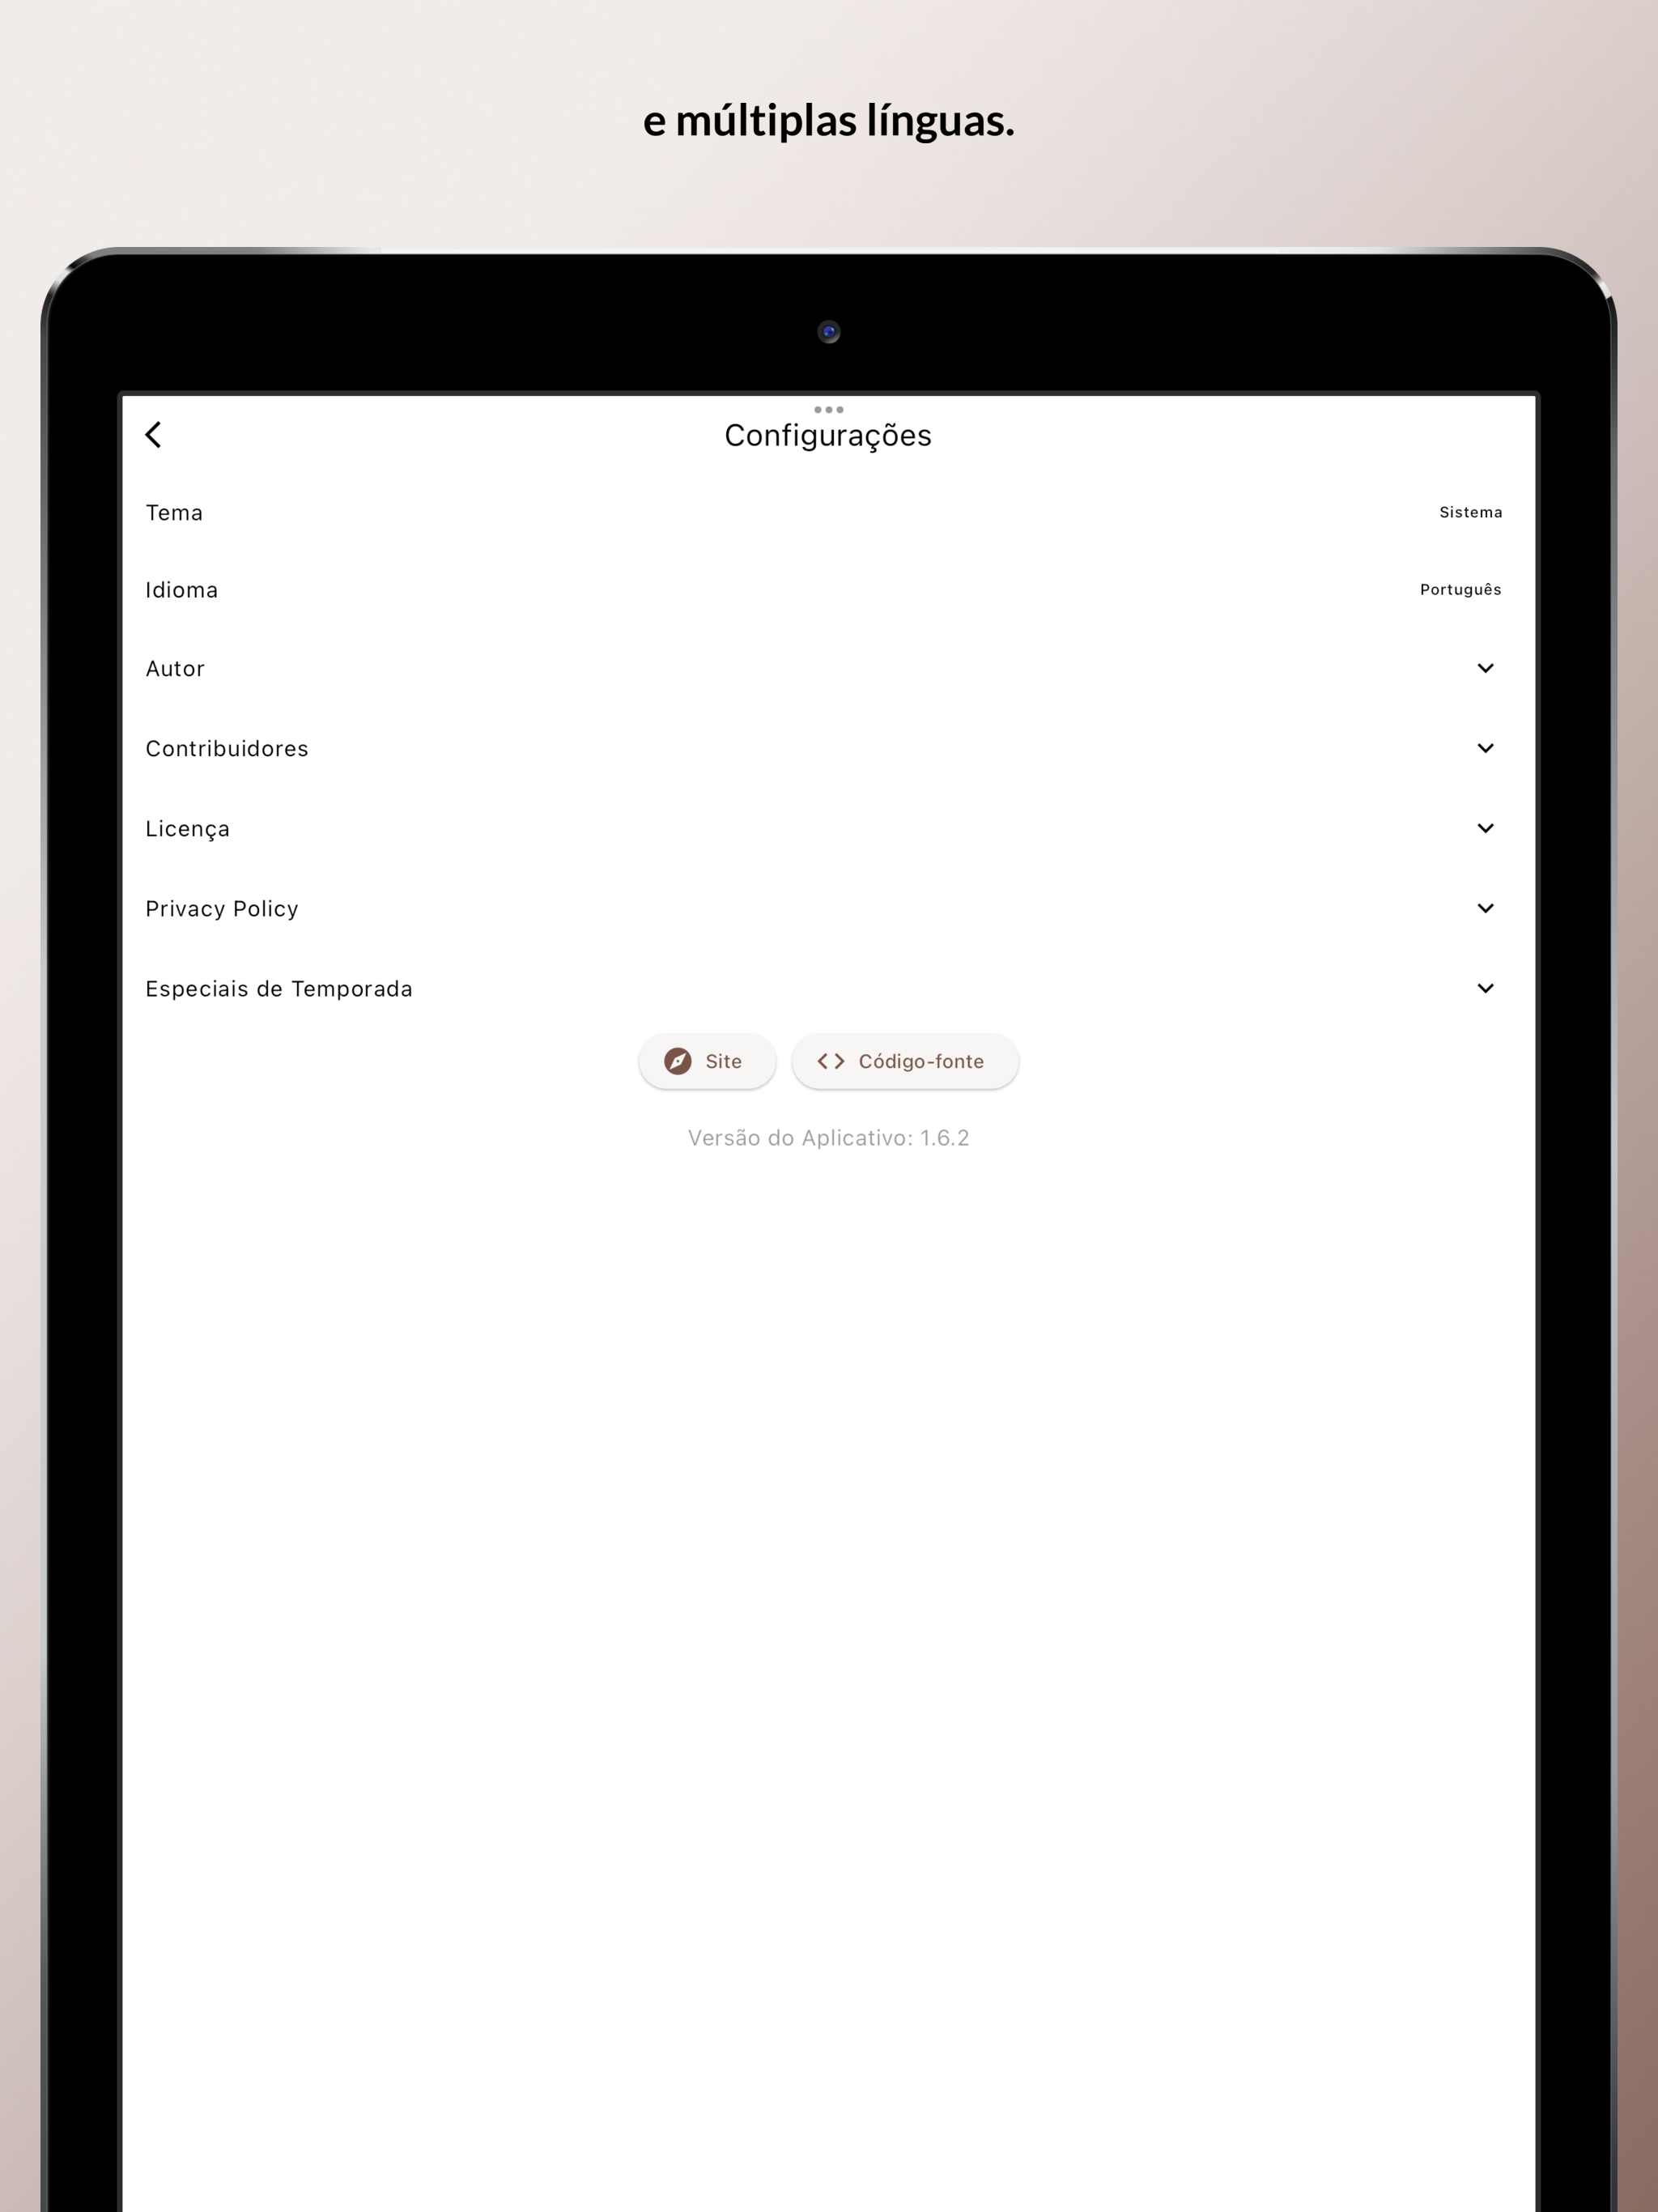 e múltiplas línguas.
Configurações
Tema
Sistema
Idioma
Português
Autor
Contribuidores
Licença
Privacy Policy
Especiais de Temporada
Site
Código-fonte
Versão do Aplicativo: 1.6.2